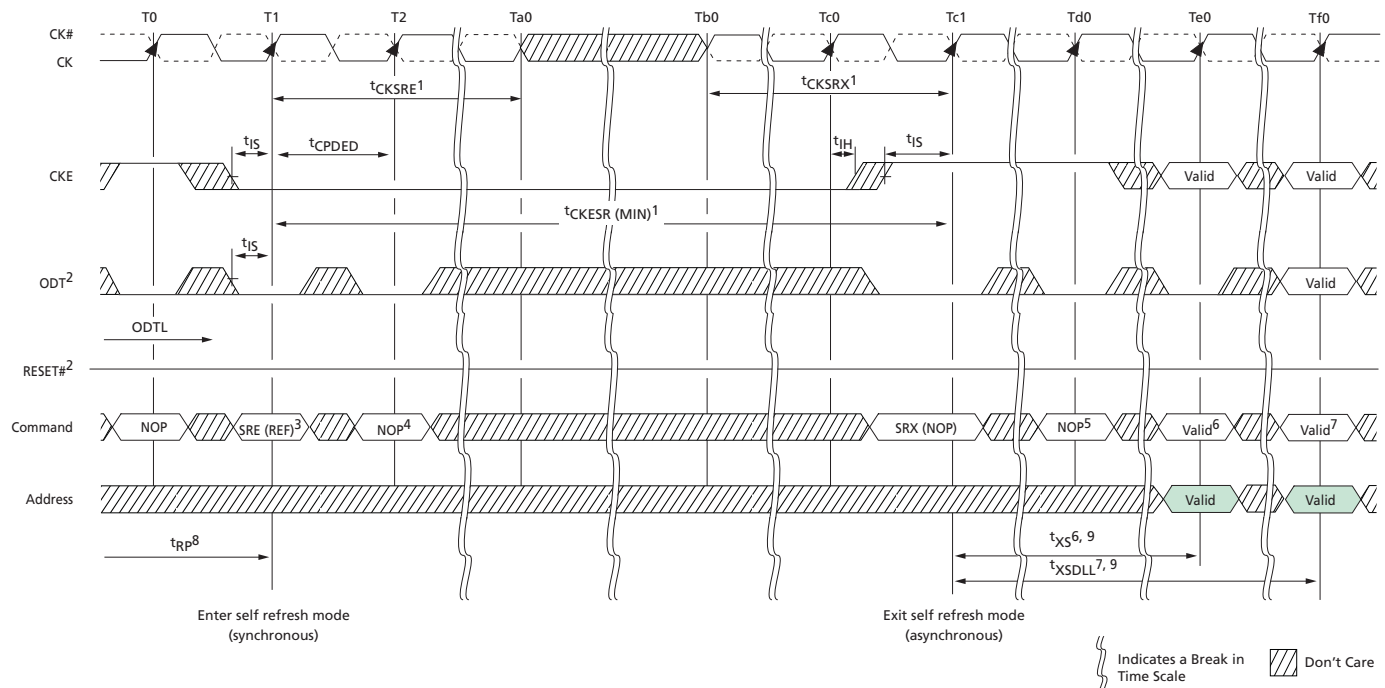 T0 T1 T2 Ta0 Tb0 Tc0 Tc1 Td0 Te0 Tf0
CK#
CK
tCKSRE1 tCKSRX1
tIS tCPDED tIH tIS
CKE Valid Valid
tCKESR (MIN)1
tIS
ODT2 Valid
ODTL
RESET#2
Command NOP SRE (REF)3 NOP4 SRX (NOP) NOP5 Valid6 Valid7
Address Valid Valid
tRP8 tXS6, 9
tXSDLL7, 9
Enter self refresh mode
(synchronous)
Exit self refresh mode
(asynchronous)
Indicates a Break in
Time Scale
Don't Care